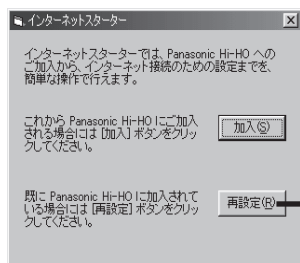 インターネットスターター
インターネットスターターでは、Panasonic Hi-HO への
ご加入から、インターネット接続のための設定までを、
簡単な操作で行えます。
これから Panasonic Hi-HO にご加入
される場合には [加入] ボタンをクリッ
クしてください。
加入(S)
既に Panasonic Hi-HO に加入されて
いる場合には [再設定] ボタンをクリッ
クしてください。
再設定(R)